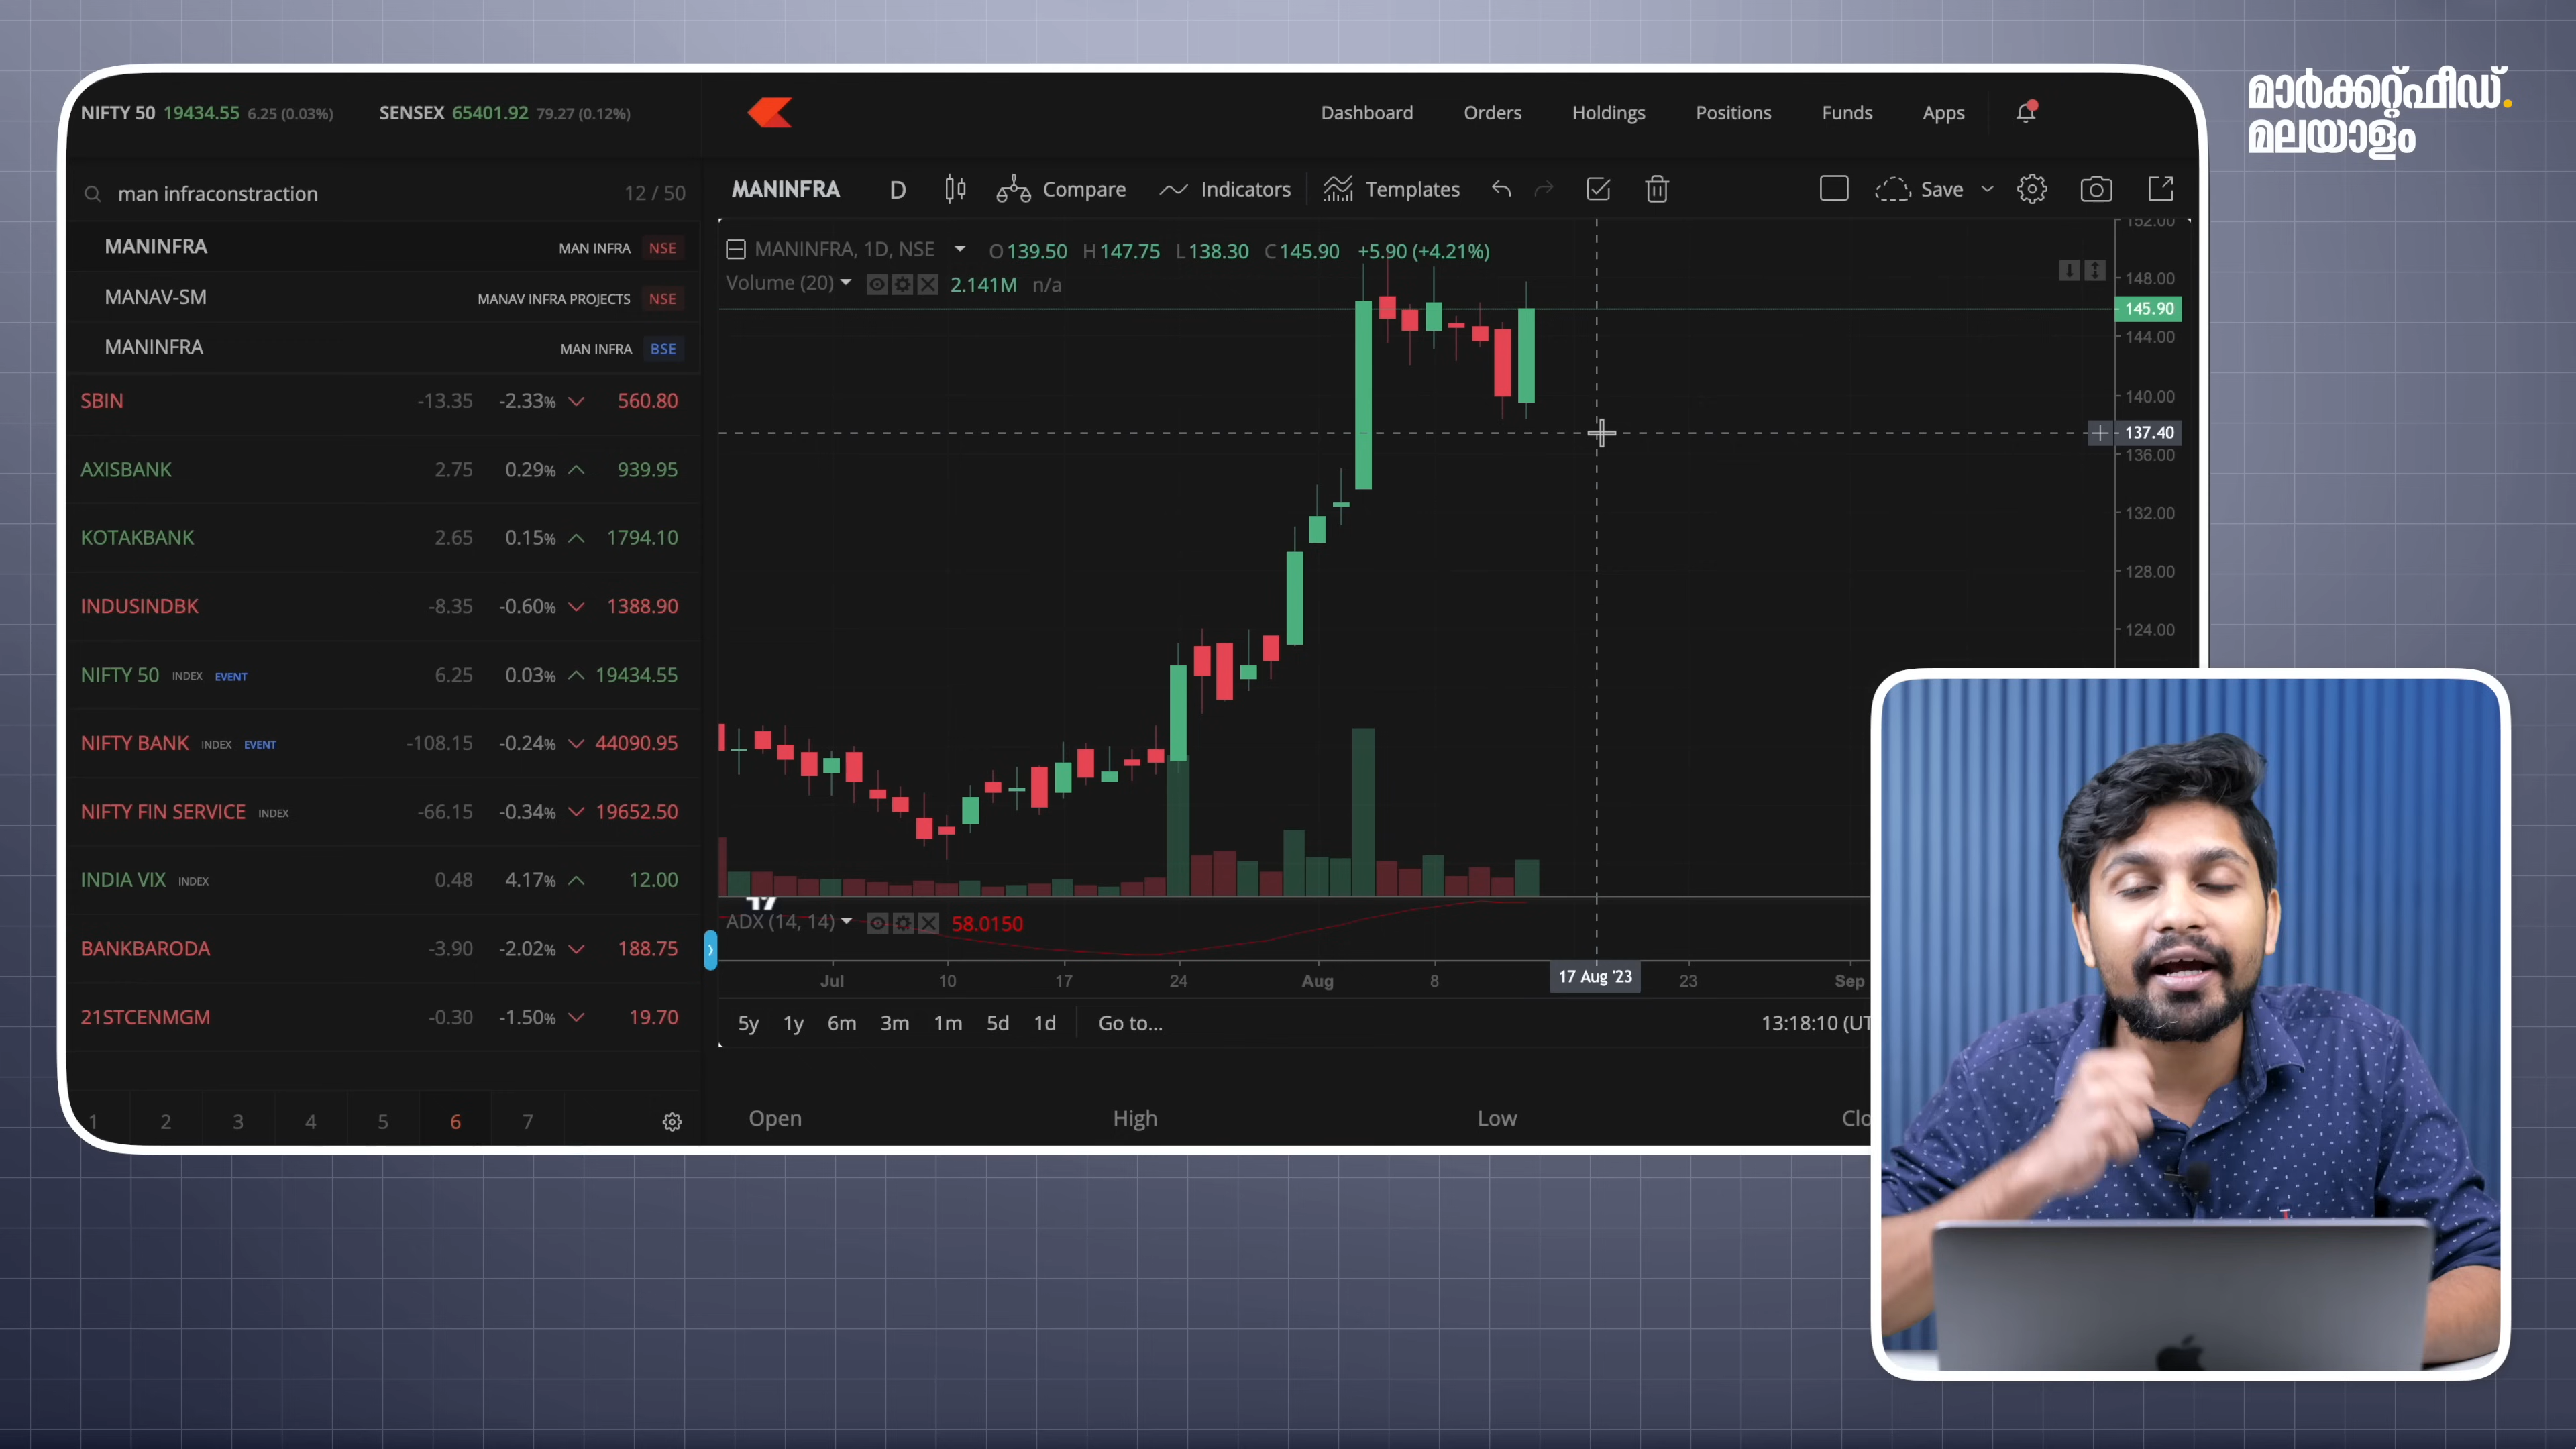 മാർക്കറ്റ്ഫീഡ്.
മലയാളം
NIFTY 50 19434.55 6.25 (0.03%) SENSEX 65401.92 79.27 (0.12%)
Dashboard Orders Holdings Positions Funds Apps
man infraconstraction 12 / 50
MANINFRA MAN INFRA NSE
MANAV-SM MANAV INFRA PROJECTS NSE
MANINFRA MAN INFRA BSE
SBIN -13.35 -2.33% 560.80
AXISBANK 2.75 0.29% 939.95
KOTAKBANK 2.65 0.15% 1794.10
INDUSINDBK -8.35 -0.60% 1388.90
NIFTY 50 INDEX EVENT 6.25 0.03% 19434.55
NIFTY BANK INDEX EVENT -108.15 -0.24% 44090.95
NIFTY FIN SERVICE INDEX -66.15 -0.34% 19652.50
INDIA VIX INDEX 0.48 4.17% 12.00
BANKBARODA -3.90 -2.02% 188.75
21STCENMGM -0.30 -1.50% 19.70
1 2 3 4 5 6 7
MANINFRA D Compare Indicators Templates Save
MANINFRA, 1D, NSE O 139.50 H 147.75 L 138.30 C 145.90 +5.90 (+4.21%)
Volume (20) 2.141M n/a
152.00
148.00
145.90
144.00
140.00
137.40
136.00
132.00
128.00
124.00
ADX (14, 14) 58.0150
Jul 10 17 24 Aug 8 17 Aug '23 23 Sep
5y 1y 6m 3m 1m 5d 1d Go to... 13:18:10 (UT
Open High Low Clo